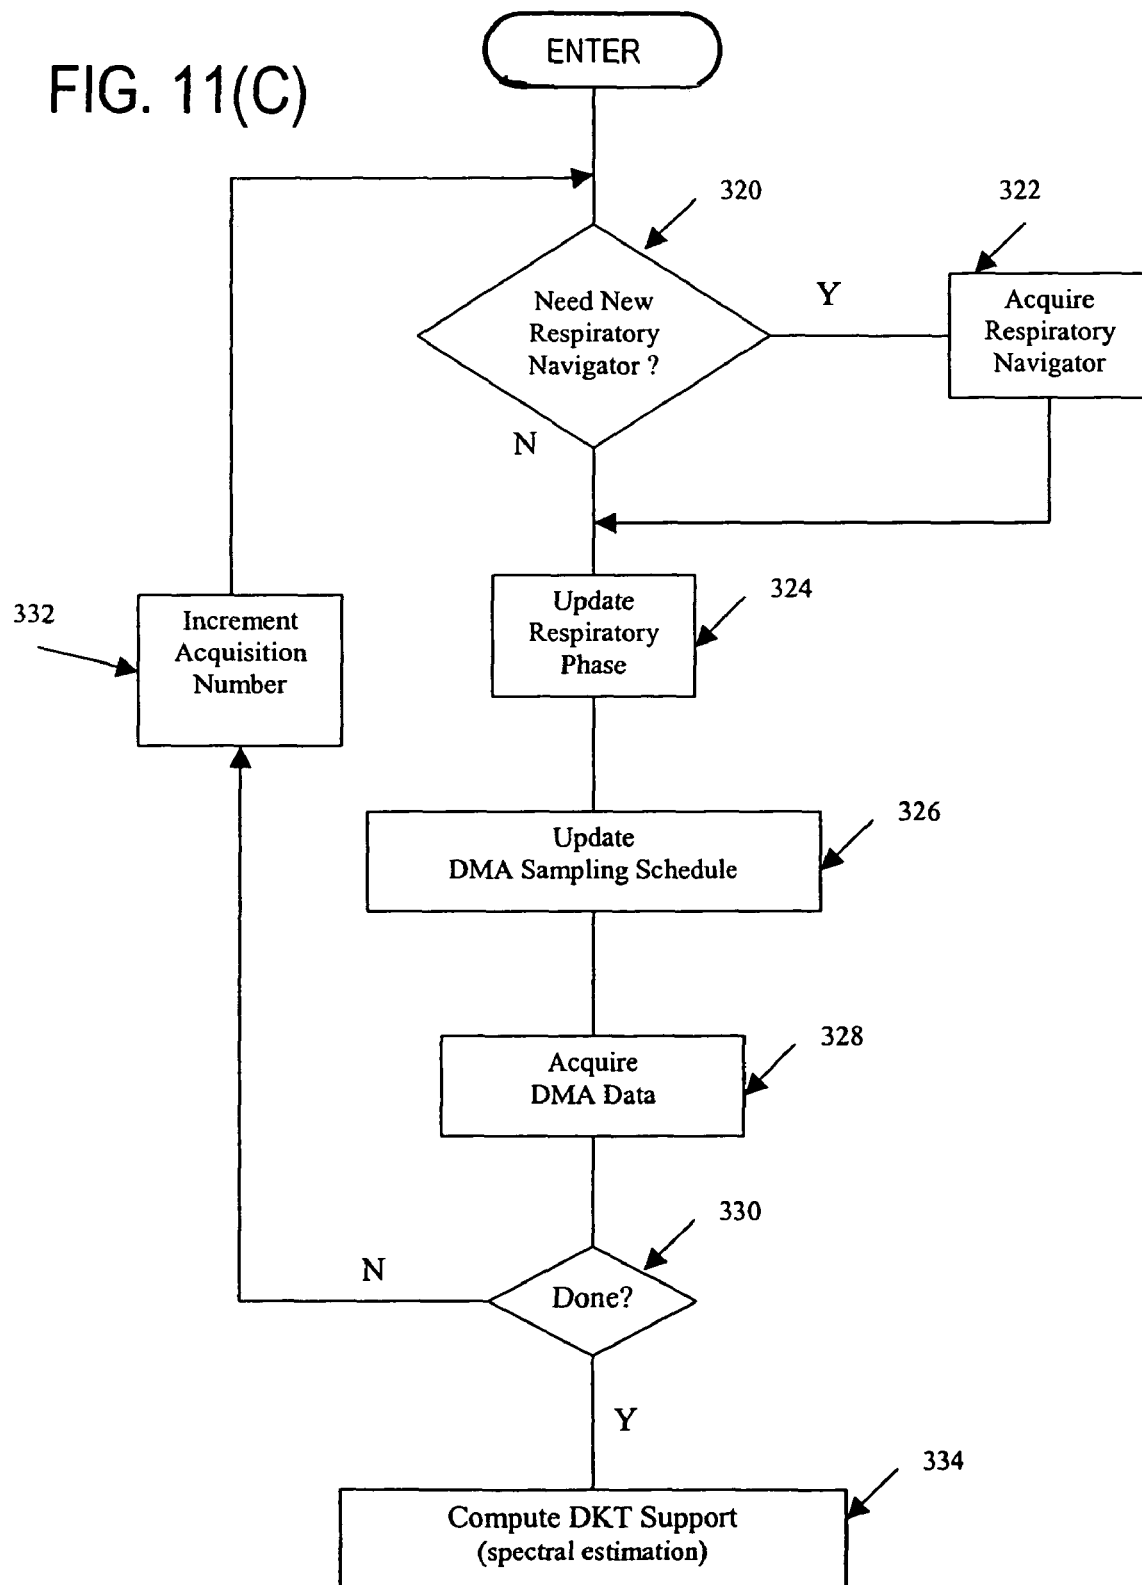 ENTER
FIG. 11(C)
320
322
Need New
Respiratory
Navigator ?
Y
Acquire
Respiratory
Navigator
N
Update
Respiratory
Phase
324
332
Increment
Acquisition
Number
Update
DMA Sampling Schedule
326
Acquire
DMA Data
328
330
N
Done?
Y
334
Compute DKT Support
(spectral estimation)